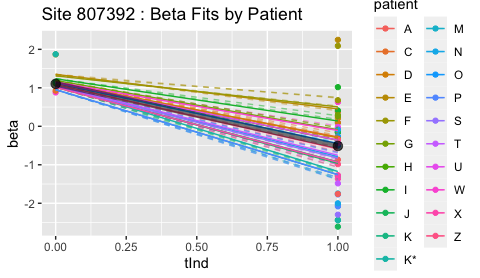 Site 807392 : Beta Fits by Patient
beta
2
1
0
-1
-2
0.00
0.25
0.50
0.75
1.00
tInd
patient
A
C
D
E
F
G
H
I
J
K
K*
M
N
O
P
S
T
U
W
X
Z